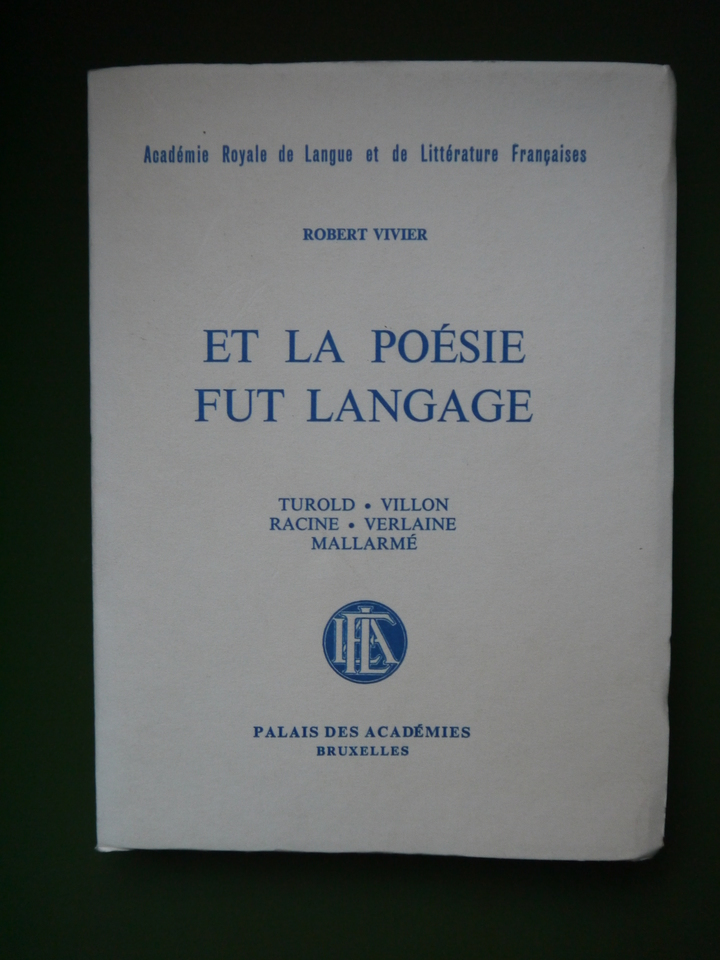 Académie Royale de Langue et de Littérature Françaises
ROBERT VIVIER
ET LA POÉSIE
FUT LANGAGE
TUROLD • VILLON
RACINE • VERLAINE
MALLARMÉ
PALAIS DES ACADÉMIES
BRUXELLES